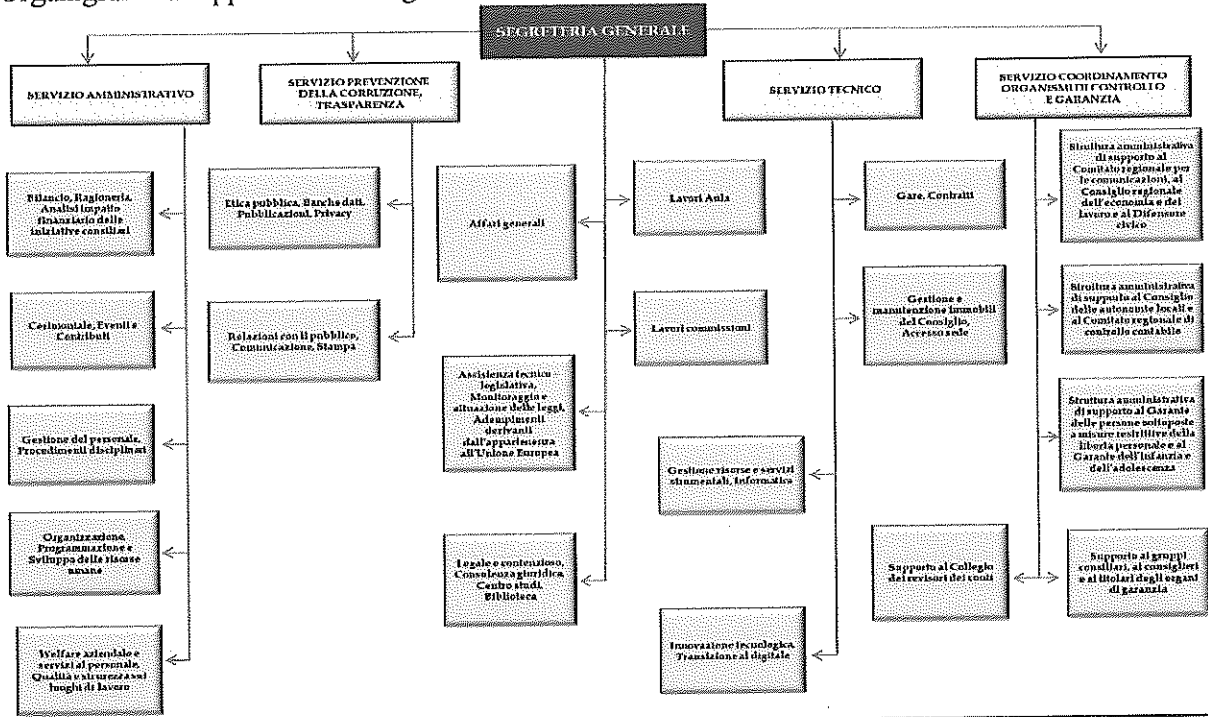 SEGRETERIA GENERALE
SERVIZIO AMMINISTRATIVO
SERVIZIO PREVENZIONE
DELLA CORRUZIONE,
TRASPARENZA
SERVIZIO TECNICO
SERVIZIO COORDINAMENTO
ORGANISMI DI CONTROLLO
E GARANZIA
Bilancio, Ragioneria,
Analisi impatto
finanziario delle
iniziative consiliari
Cerimoniale, Eventi e
Contributi
Gestione del personale,
Procedimenti disciplinari
Organizzazione,
Programmazione e
Sviluppo delle risorse
umane
Welfare aziendale e
servizi al personale,
Qualità e sicurezza sui
luoghi di lavoro
Etica pubblica, Banche dati,
Pubblicazioni, Privacy
Relazioni con il pubblico,
Comunicazione, Stampa
Affari generali
Assistenza tecnico
legislativa,
Monitoraggio e
attuazione delle leggi,
Adempimenti
derivanti
dall'appartenenza
all'Unione Europea
Legale e contenzioso,
Consulenza giuridica,
Centro studi,
Biblioteca
Lavori Aula
Lavori commissioni
Gare, Contratti
Gestione e
manutenzione immobili
del Consiglio,
Accesso sede
Gestione risorse e servizi
strumentali, Informatica
Innovazione tecnologica,
Transizione al digitale
Struttura amministrativa
di supporto al
Comitato regionale per
le comunicazioni, al
Consiglio regionale
dell'economia e del
lavoro e al Difensore
civico
Struttura amministrativa
di supporto al Consiglio
delle autonomie locali e
al Comitato regionale di
controllo contabile
Struttura amministrativa
di supporto al Garante
delle persone sottoposte
a misure restrittive della
libertà personale e al
Garante dell'infanzia e
dell'adolescenza
Supporto al Collegio
dei revisori dei conti
Supporto ai gruppi
consiliari, ai consiglieri
e ai titolari degli organi
di garanzia